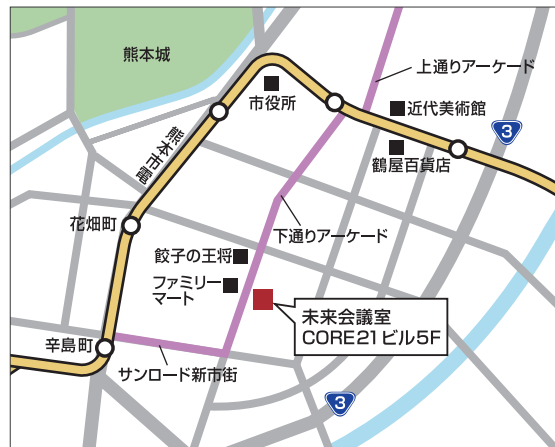 熊本城
上通りアーケード
市役所
近代美術館
3
鶴屋百貨店
熊本市電
花畑町
下通りアーケード
餃子の王将
ファミリー
マート
未来会議室
CORE21ビル5F
辛島町
サンロード新市街
3